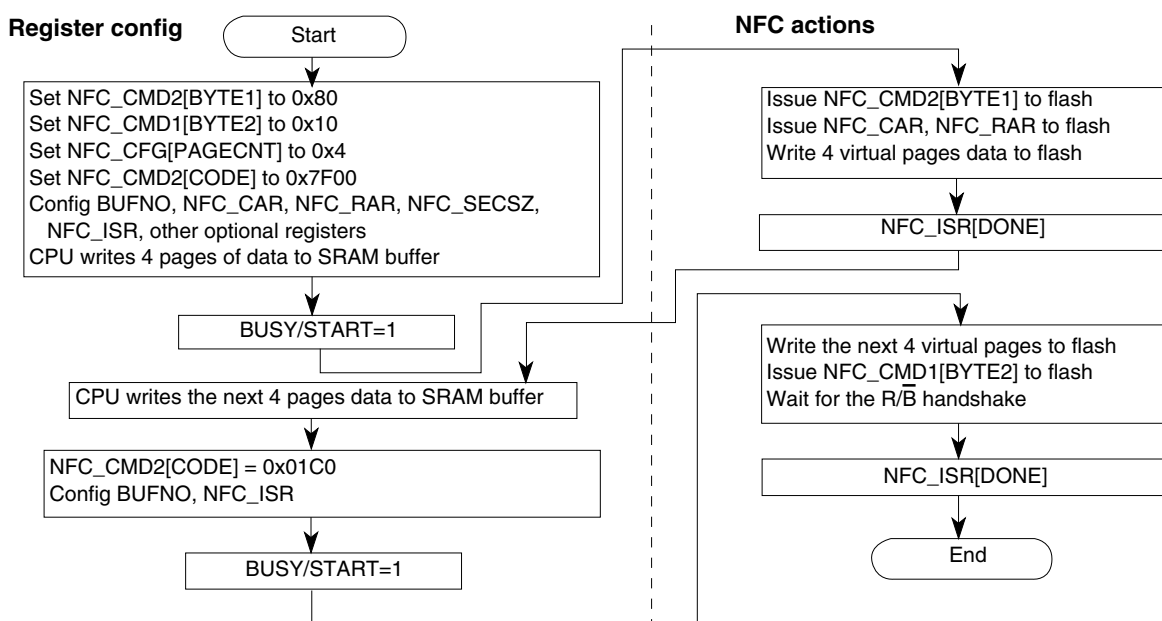 Register config
Start
Set NFC_CMD2[BYTE1] to 0x80
Set NFC_CMD1[BYTE2] to 0x10
Set NFC_CFG[PAGECNT] to 0x4
Set NFC_CMD2[CODE] to 0x7F00
Config BUFNO, NFC_CAR, NFC_RAR, NFC_SECSZ,
NFC_ISR, other optional registers
CPU writes 4 pages of data to SRAM buffer
BUSY/START=1
CPU writes the next 4 pages data to SRAM buffer
NFC_CMD2[CODE] = 0x01C0
Config BUFNO, NFC_ISR
BUSY/START=1
NFC actions
Issue NFC_CMD2[BYTE1] to flash
Issue NFC_CAR, NFC_RAR to flash
Write 4 virtual pages data to flash
NFC_ISR[DONE]
Write the next 4 virtual pages to flash
Issue NFC_CMD1[BYTE2] to flash
Wait for the R/B̅ handshake
NFC_ISR[DONE]
End